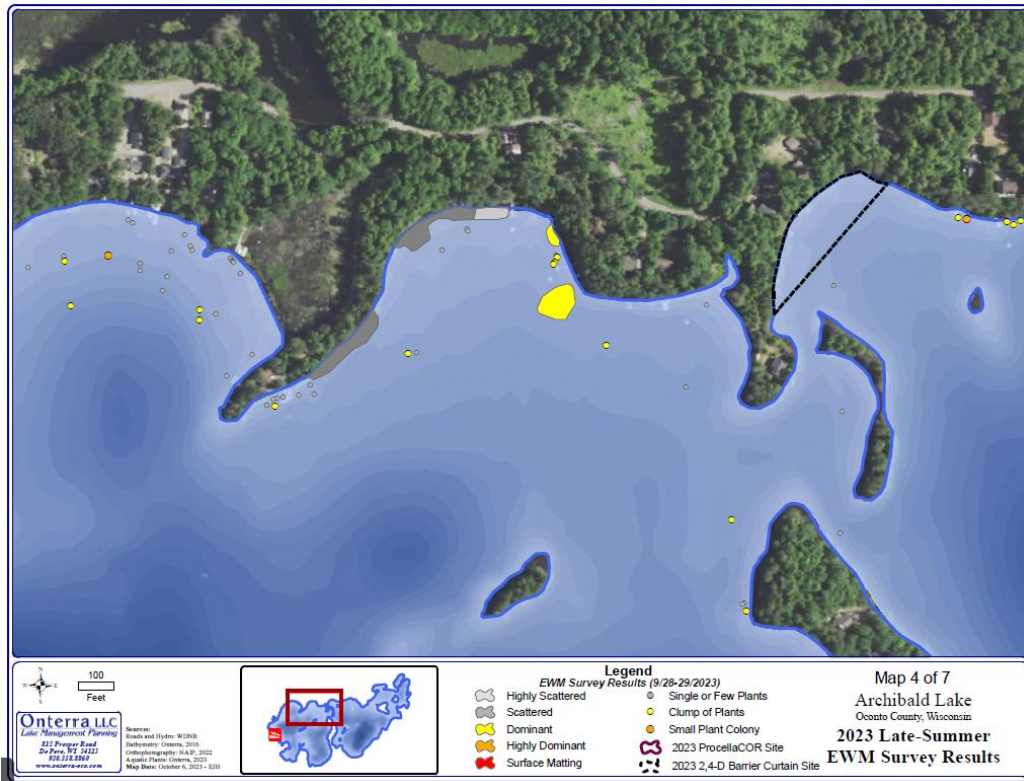 N
W
E
S
100
Feet
Onterra LLC
Lake Management Planning
815 Prosper Road
De Pere, WI 54115
920.338.8860
www.onterra-eco.com
Sources:
Roads and Hydro: WDNR
Bathymetry: Onterra, 2016
Orthophotography: NAIP, 2022
Aquatic Plants: Onterra, 2023
Map Date: October 6, 2023 - EJH
Legend
EWM Survey Results (9/28-29/2023)
Highly Scattered
Scattered
Dominant
Highly Dominant
Surface Matting
Single or Few Plants
Clump of Plants
Small Plant Colony
2023 ProcellaCOR Site
2023 2,4-D Barrier Curtain Site
Map 4 of 7
Archibald Lake
Oconto County, Wisconsin
2023 Late-Summer
EWM Survey Results